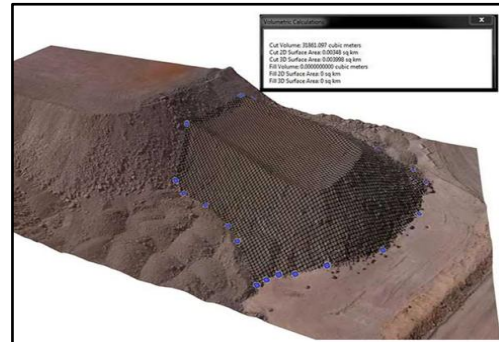 Volumetric Calculations
Cut Volume: 31861.097 cubic meters
Cut 2D Surface Area: 0.00348 sq km
Cut 3D Surface Area: 0.003998 sq km
Fill Volume: 0.0000000000 cubic meters
Fill 2D Surface Area: 0 sq km
Fill 3D Surface Area: 0 sq km